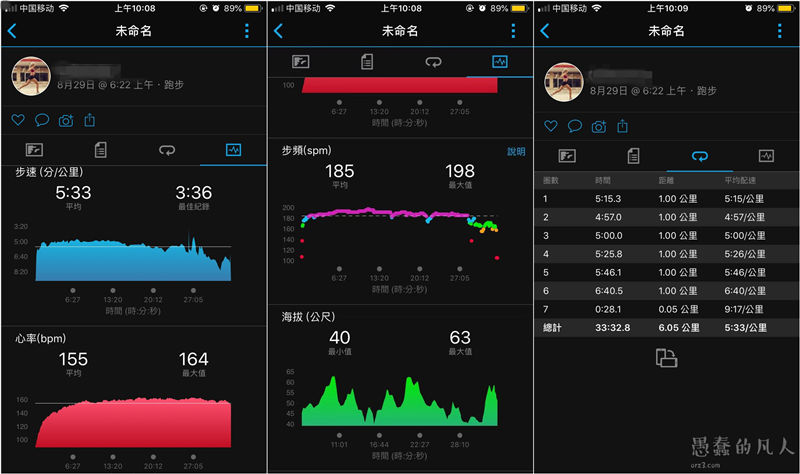 中国移动 上午10:08 89%
未命名
8月29日 @ 6:22 上午 · 跑步
步速 (分/公里)
5:33 3:36
平均 最佳紀錄
3:20
5:00
6:40
8:20
6:27 13:20 20:12 27:05
時間 (時:分:秒)
心率(bpm)
155 164
平均 最大值
160
140
120
100
6:27 13:20 20:12 27:05
中国移动 上午10:08 89%
未命名
100
6:27 13:20 20:12 27:05
時間 (時:分:秒)
步頻(spm) 說明
185 198
平均 最大值
200
180
160
140
120
100
6:27 13:20 20:12 27:05
時間 (時:分:秒)
海拔 (公尺)
40 63
最小值 最大值
65
60
55
50
45
40
11:01 16:44 22:27 28:10
時間 (時:分:秒)
中国移动 上午10:09 89%
未命名
8月29日 @ 6:22 上午 · 跑步
圈數 時間 距離 平均配速
1 5:15.3 1.00 公里 5:15/公里
2 4:57.0 1.00 公里 4:57/公里
3 5:00.0 1.00 公里 5:00/公里
4 5:25.8 1.00 公里 5:26/公里
5 5:46.1 1.00 公里 5:46/公里
6 6:40.5 1.00 公里 6:40/公里
7 0:28.1 0.05 公里 9:17/公里
總計 33:32.8 6.05 公里 5:33/公里
愚蠢的凡人
orz3.com